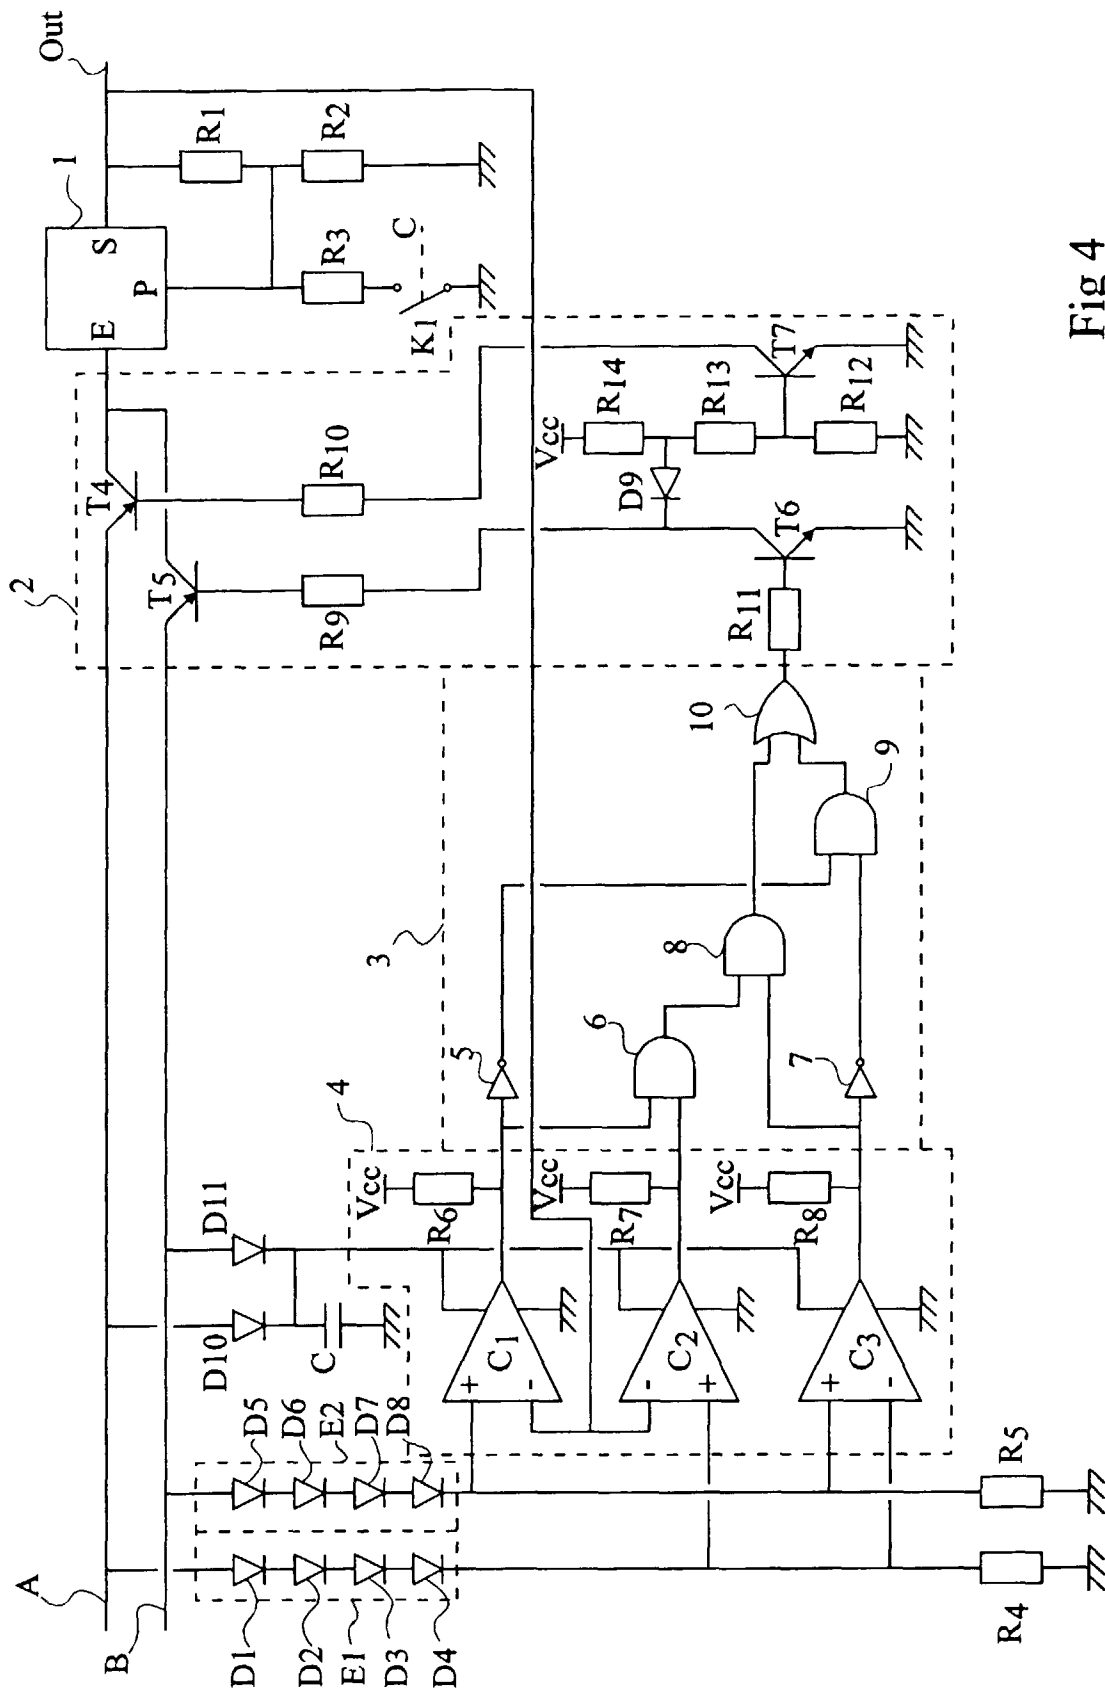 A
B
Out
1
E
S
P
R1
R2
R3
K1
C
2
T4
T5
R10
R9
Vcc
R14
R13
R12
D9
T7
T6
R11
10
9
3
8
6
5
7
4
D11
D10
C
Vcc
R6
Vcc
R7
Vcc
R8
C1
+
-
C2
-
+
C3
+
-
D5
D6
E2
D7
D8
D1
D2
E1
D3
D4
R5
R4
Fig 4